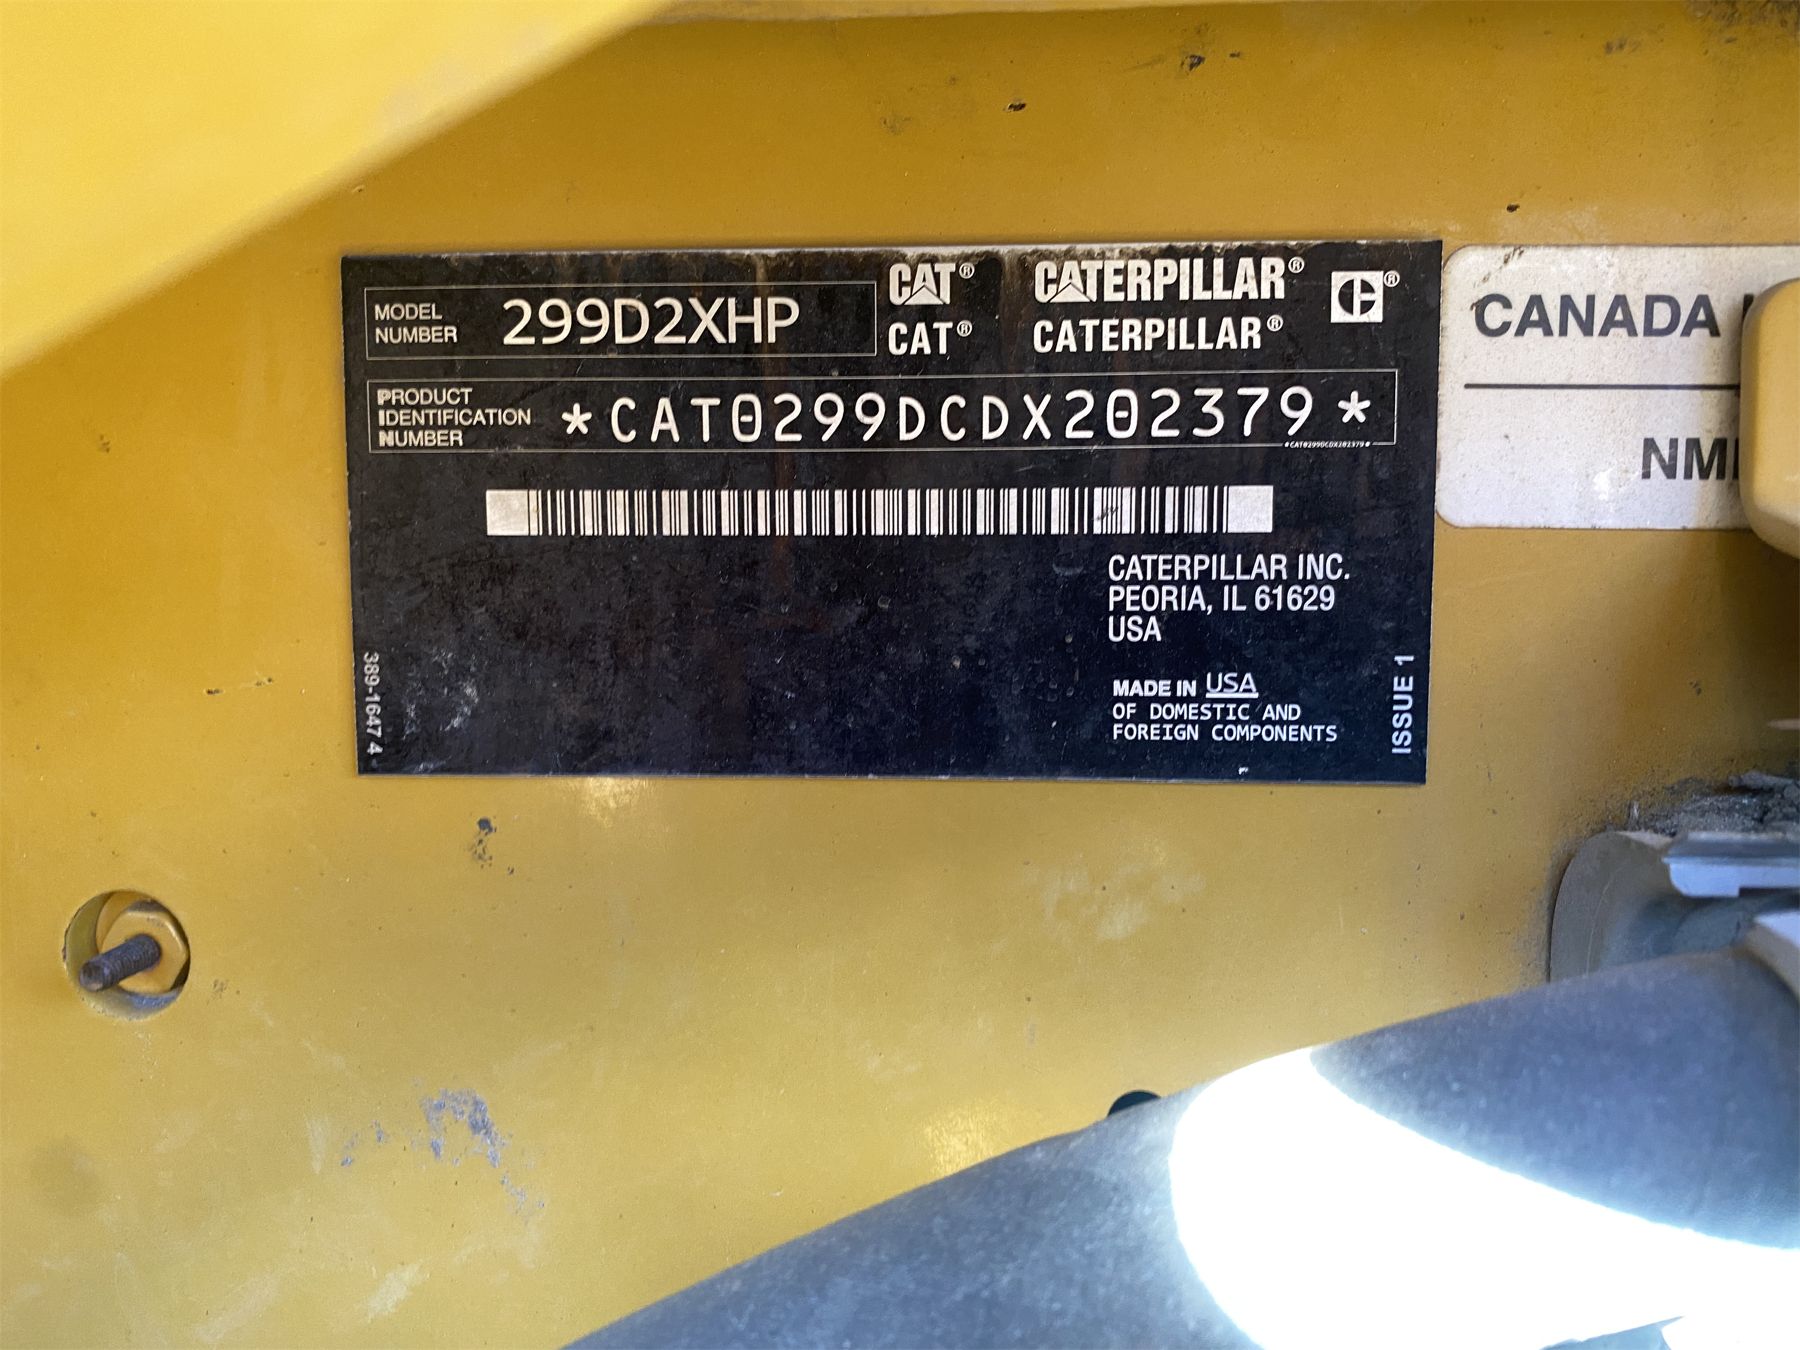 MODEL NUMBER 299D2XHP
CAT® CATERPILLAR® ®
CAT® CATERPILLAR®
PRODUCT
IDENTIFICATION
NUMBER
*CAT0299DCDX202379*
*CAT0299DCDX202379*
CATERPILLAR INC.
PEORIA, IL 61629
USA
MADE IN USA
OF DOMESTIC AND
FOREIGN COMPONENTS
389-1647 4
ISSUE 1
CANADA